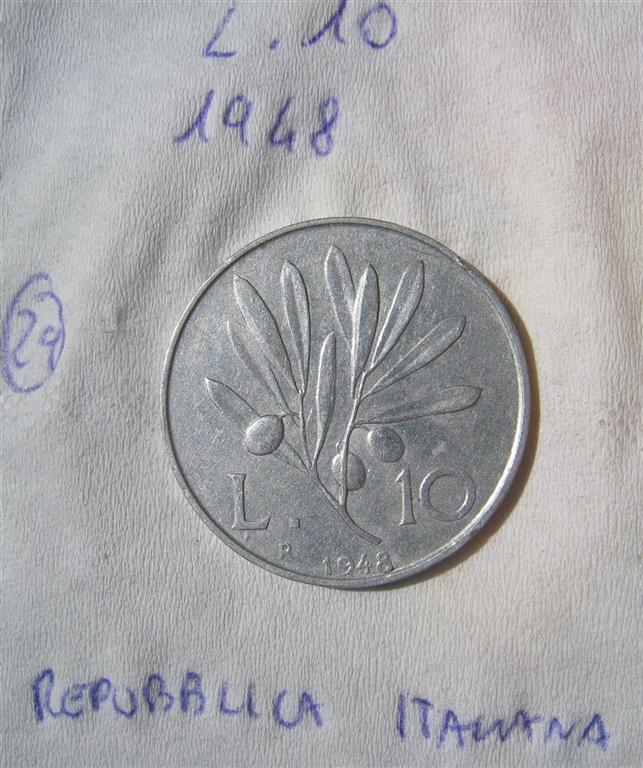 L. 10
1948
29
L. 10
R 1948
REPUBBLICA ITALIANA